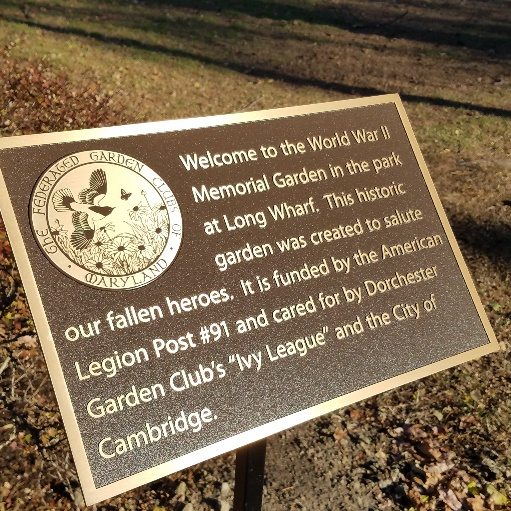 THE FEDERATED GARDEN CLUBS OF MARYLAND
Welcome to the World War II
Memorial Garden in the park
at Long Wharf. This historic
garden was created to salute
our fallen heroes. It is funded by the American
Legion Post #91 and cared for by Dorchester
Garden Club's "Ivy League" and the City of
Cambridge.